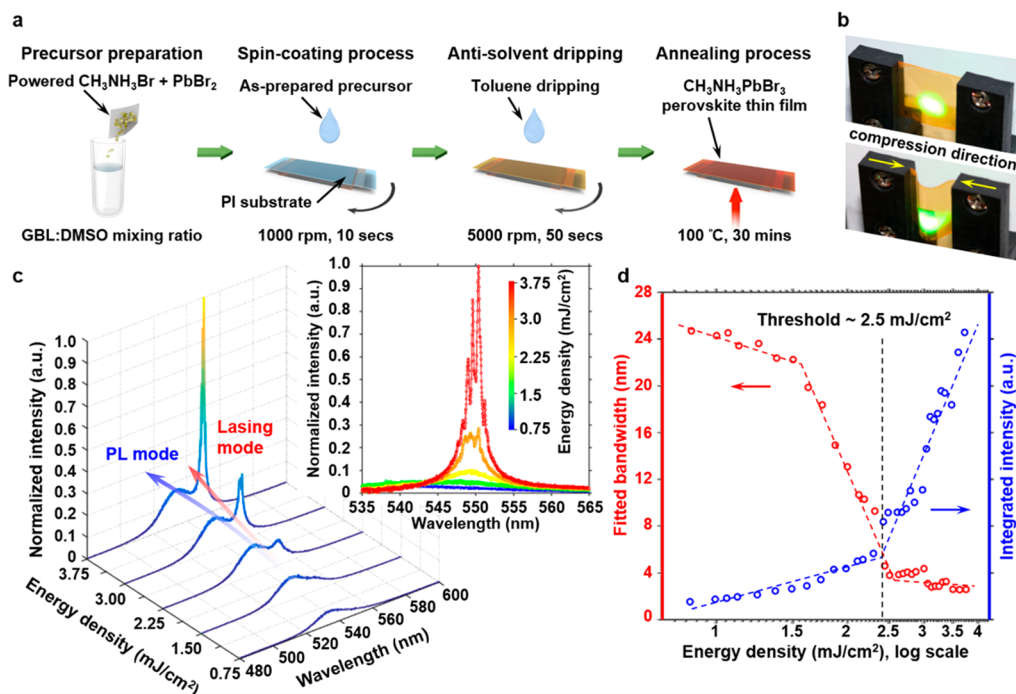 a
Precursor preparation
Powered CH₃NH₃Br + PbBr₂
GBL:DMSO mixing ratio
Spin-coating process
As-prepared precursor
PI substrate
1000 rpm, 10 secs
Anti-solvent dripping
Toluene dripping
5000 rpm, 50 secs
Annealing process
CH₃NH₃PbBr₃
perovskite thin film
100 °C, 30 mins
b
compression direction
c
Normalized intensity (a.u.)
1.0
0.9
0.8
0.7
0.6
0.5
0.4
0.3
0.2
0.1
0
PL mode
Lasing
mode
3.75
3.00
2.25
1.50
0.75
Energy density (mJ/cm²)
480
500
520
540
560
580
600
Wavelength (nm)
Normalized intensity (a.u.)
1.0
0.9
0.8
0.7
0.6
0.5
0.4
0.3
0.2
0.1
0
535 540 545 550 555 560 565
Wavelength (nm)
3.75
3.00
2.25
1.50
0.75
Energy density (mJ/cm²)
d
Threshold ~ 2.5 mJ/cm²
Fitted bandwidth (nm)
28
24
20
16
12
8
4
0
1 1.5 2 2.5 3 3.5 4
Energy density (mJ/cm²), log scale
Integrated intensity (a.u.)